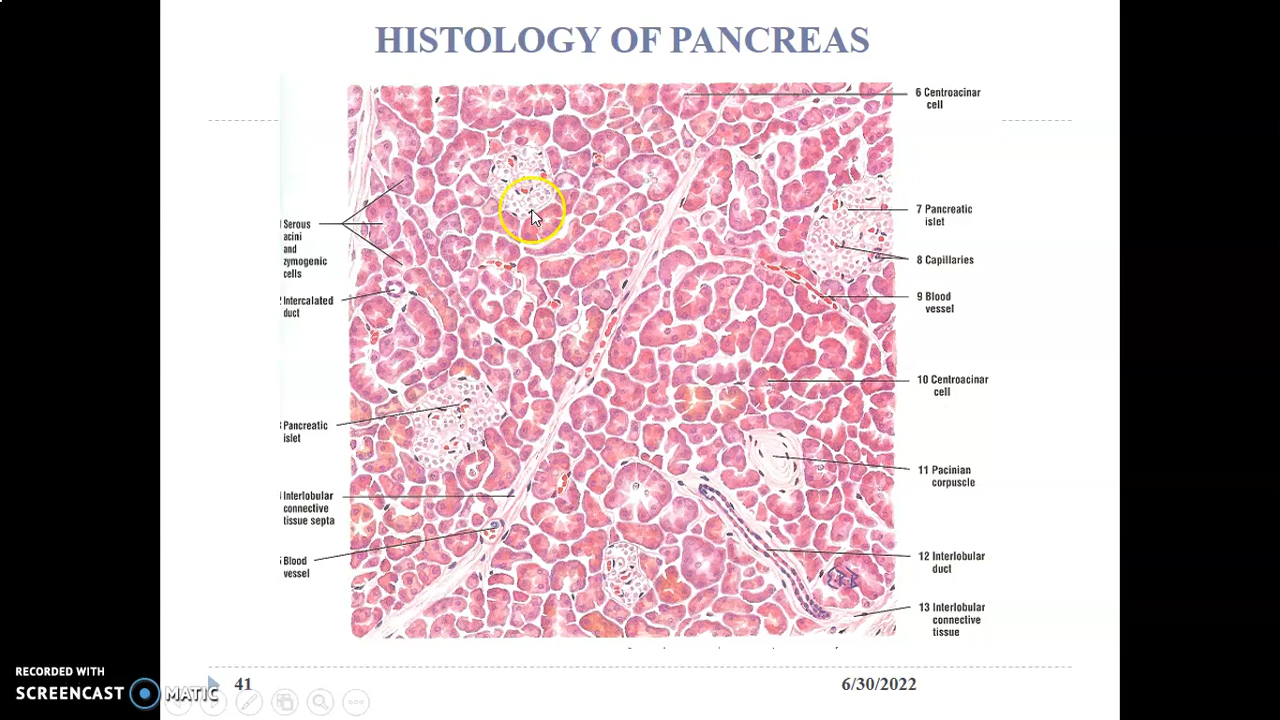 HISTOLOGY OF PANCREAS
6 Centroacinar
cell
7 Pancreatic
islet
8 Capillaries
9 Blood
vessel
10 Centroacinar
cell
11 Pacinian
corpuscle
12 Interlobular
duct
13 Interlobular
connective
tissue
Serous
acini
and
zymogenic
cells
Intercalated
duct
Pancreatic
islet
Interlobular
connective
tissue septa
Blood
vessel
RECORDED WITH
SCREENCAST MATIC
41
6/30/2022